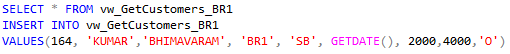 SELECT * FROM vw_GetCustomers_BR1
INSERT INTO vw_GetCustomers_BR1
VALUES(164, 'KUMAR','BHIMAVARAM', 'BR1', 'SB', GETDATE(), 2000,4000,'O')